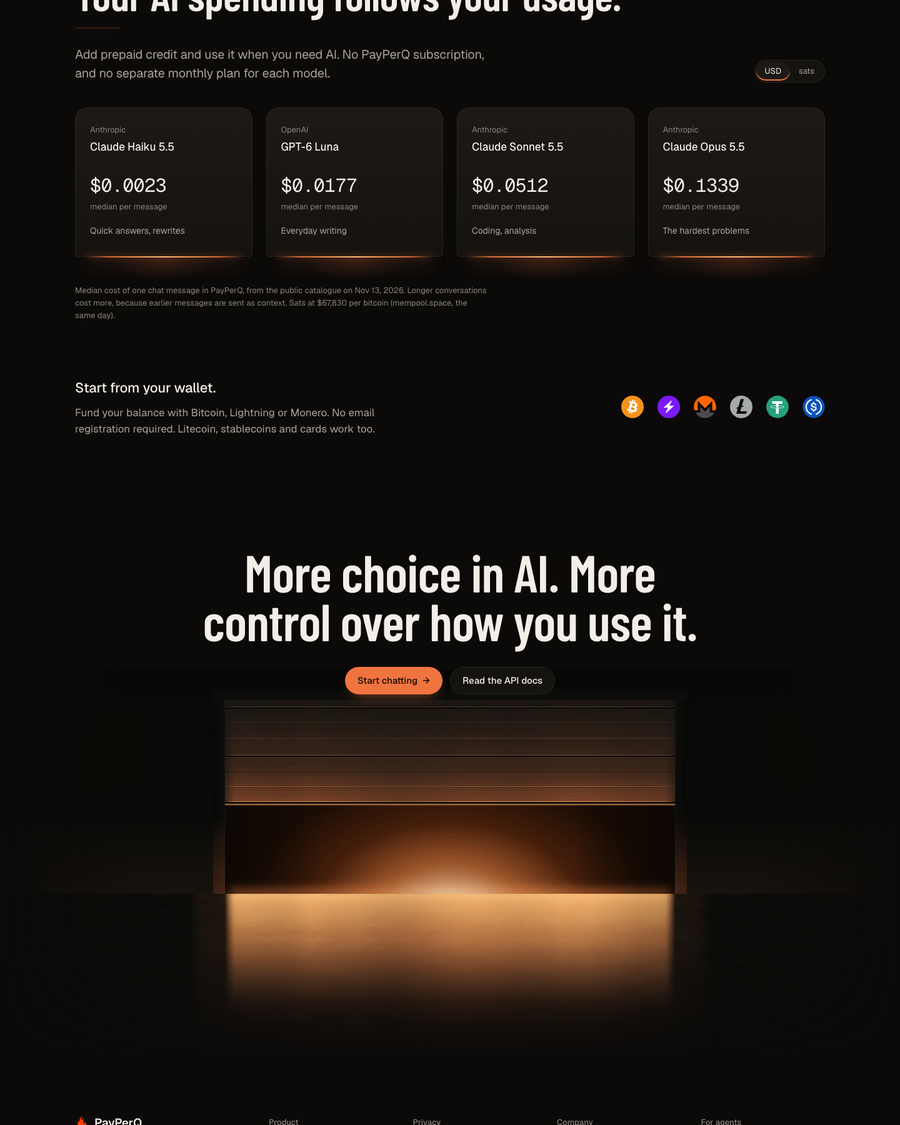 Your AI spending follows your usage.
Add prepaid credit and use it when you need AI. No PayPerQ subscription,
and no separate monthly plan for each model.
USD sats
Anthropic
Claude Haiku 5.5
$0.0023
median per message
Quick answers, rewrites
OpenAI
GPT-6 Luna
$0.0177
median per message
Everyday writing
Anthropic
Claude Sonnet 5.5
$0.0512
median per message
Coding, analysis
Anthropic
Claude Opus 5.5
$0.1339
median per message
The hardest problems
Median cost of one chat message in PayPerQ, from the public catalogue on Nov 13, 2026. Longer conversations
cost more, because earlier messages are sent as context. Sats at $67,830 per bitcoin (mempool.space, the
same day).
Start from your wallet.
Fund your balance with Bitcoin, Lightning or Monero. No email
registration required. Litecoin, stablecoins and cards work too.
More choice in AI. More
control over how you use it.
Start chatting →
Read the API docs
PayPerQ
Product
Privacy
Company
For agents